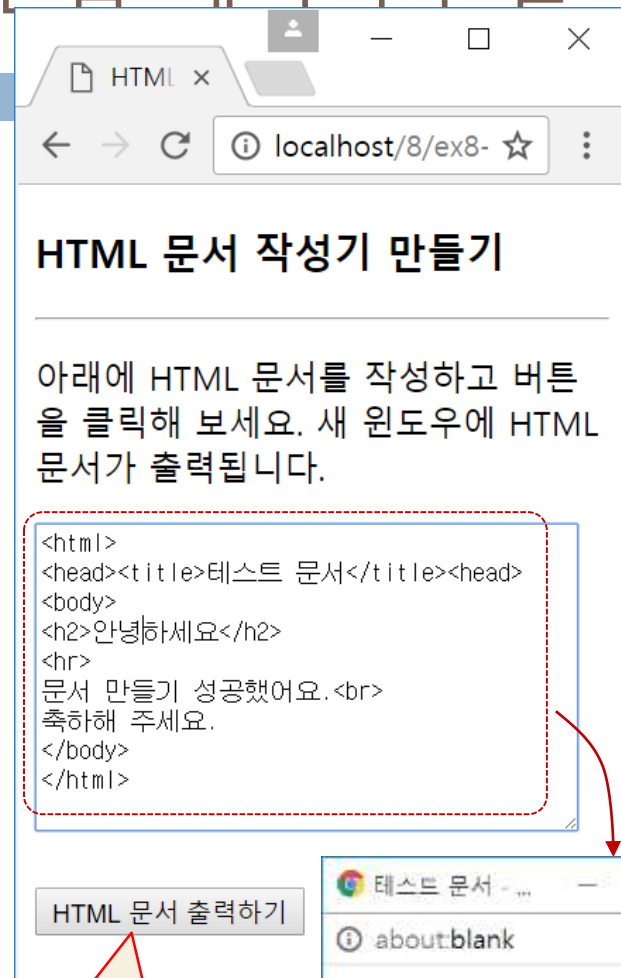 HTML
localhost/8/ex8-
HTML 문서 작성기 만들기
아래에 HTML 문서를 작성하고 버튼
을 클릭해 보세요. 새 윈도우에 HTML
문서가 출력됩니다.
<html>
<head><title>테스트 문서</title><head>
<body>
<h2>안녕하세요</h2>
<hr>
문서 만들기 성공했어요.<br>
축하해 주세요.
</body>
</html>
HTML 문서 출력하기
테스트 문서 - ...
about:blank